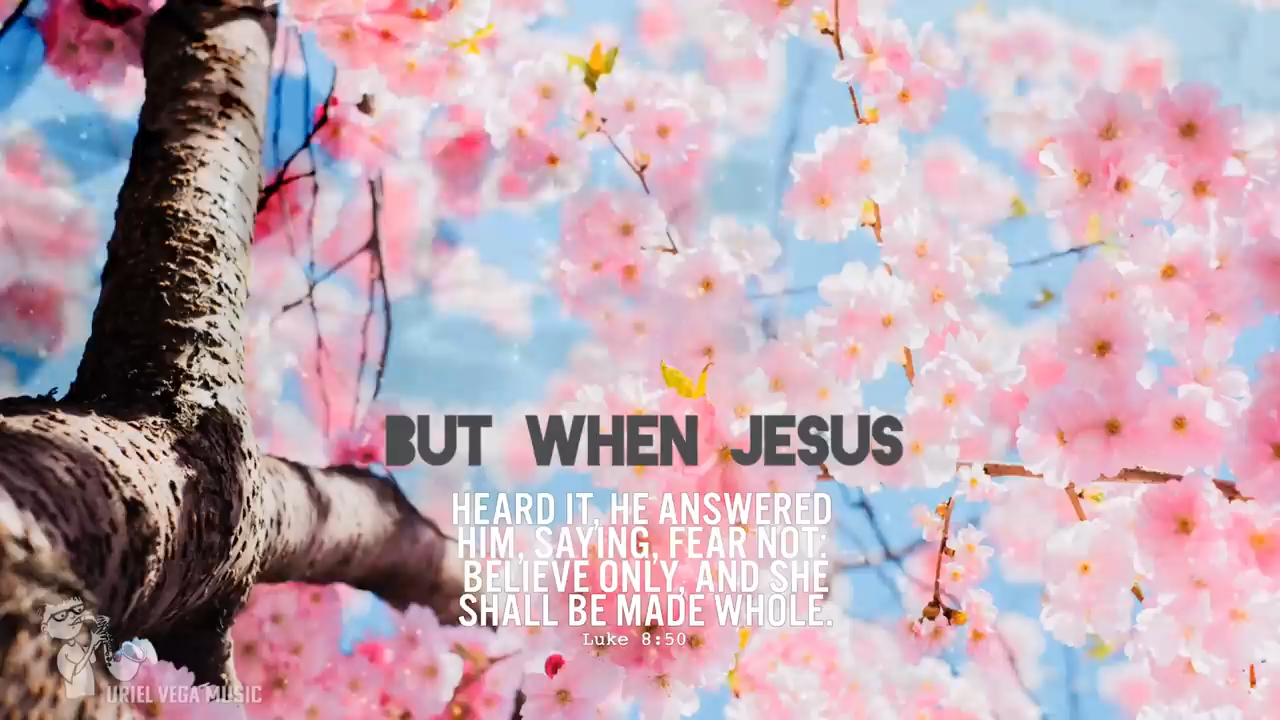 BUT WHEN JESUS
HEARD IT, HE ANSWERED
HIM, SAYING, FEAR NOT:
BELIEVE ONLY, AND SHE
SHALL BE MADE WHOLE.
Luke 8:50
URIEL VEGA MUSIC